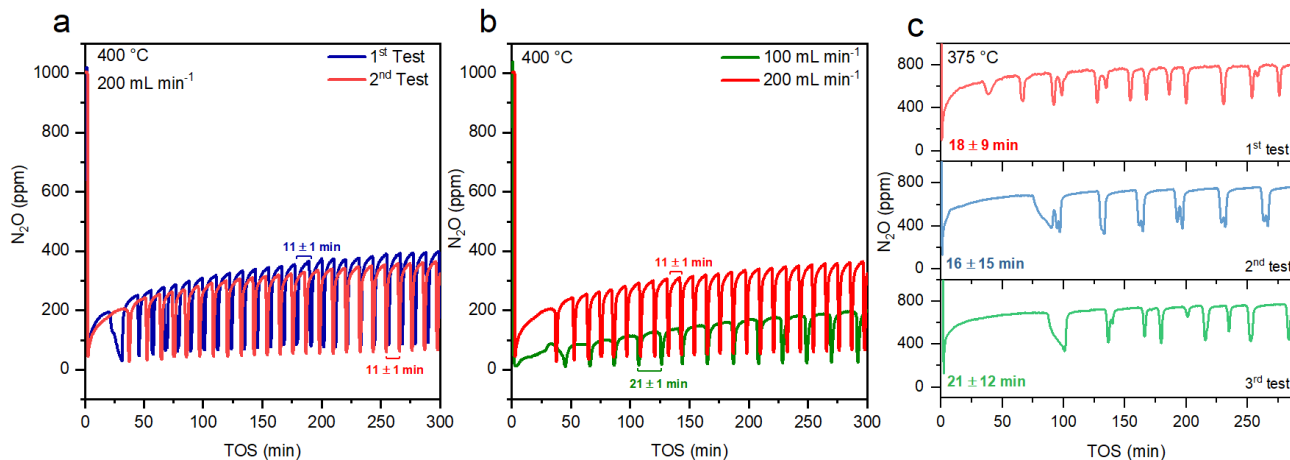 a
400 °C
200 mL min⁻¹
1ˢᵗ Test
2ⁿᵈ Test
N₂O (ppm)
1000
800
600
400
200
0
11 ± 1 min
11 ± 1 min
0 50 100 150 200 250 300
TOS (min)
b
400 °C
100 mL min⁻¹
200 mL min⁻¹
N₂O (ppm)
1000
800
600
400
200
0
11 ± 1 min
21 ± 1 min
0 50 100 150 200 250 300
TOS (min)
c
375 °C
N₂O (ppm)
800
400
0
18 ± 9 min
1ˢᵗ test
800
400
0
16 ± 15 min
2ⁿᵈ test
800
400
0
21 ± 12 min
3ʳᵈ test
0 50 100 150 200 250
TOS (min)